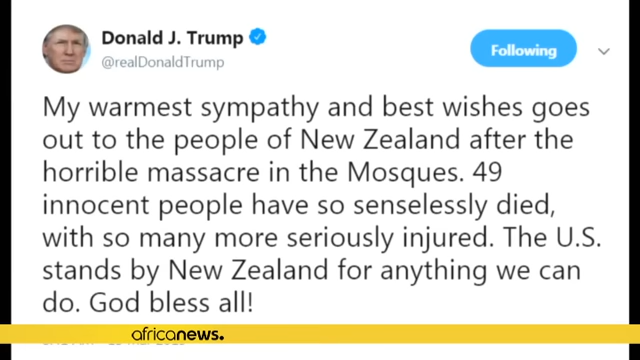 Donald J. Trump
@realDonaldTrump
Following
My warmest sympathy and best wishes goes
out to the people of New Zealand after the
horrible massacre in the Mosques. 49
innocent people have so senselessly died,
with so many more seriously injured. The U.S.
stands by New Zealand for anything we can
do. God bless all!
africanews.